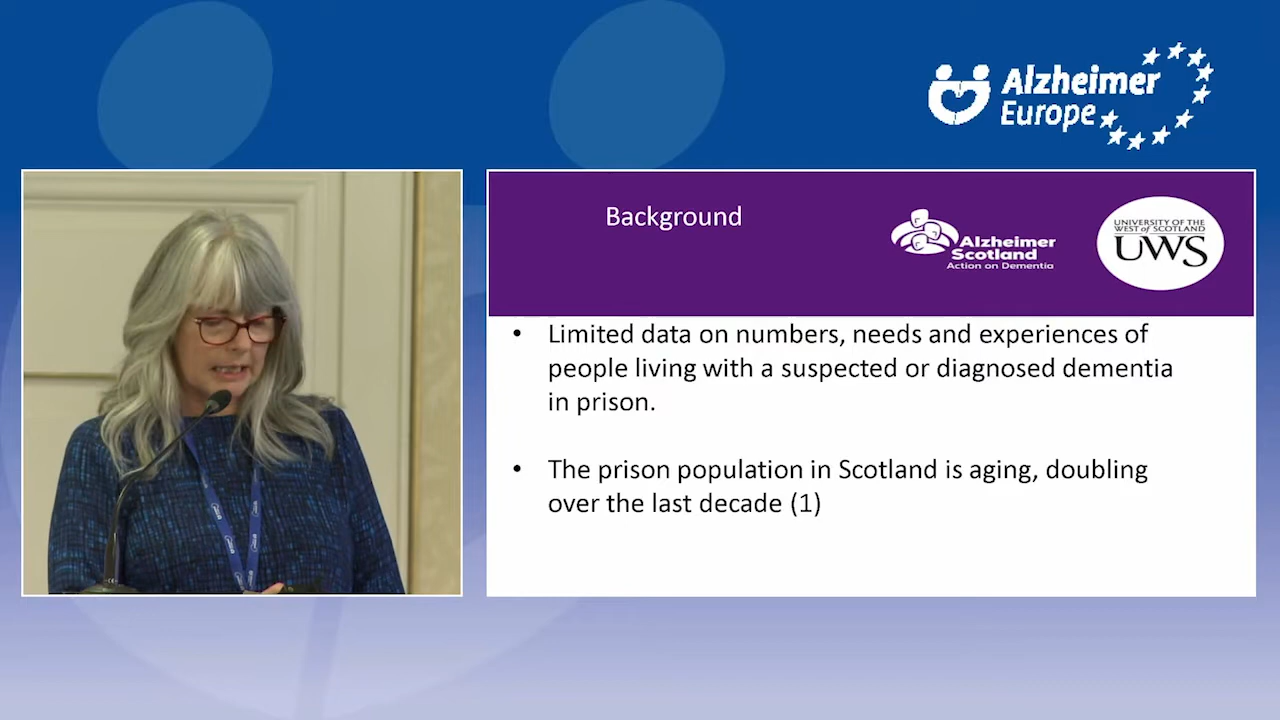 Alzheimer
Europe
Background
Alzheimer
Scotland
Action on Dementia
UNIVERSITY OF THE
WEST of SCOTLAND
UWS
• Limited data on numbers, needs and experiences of
people living with a suspected or diagnosed dementia
in prison.
• The prison population in Scotland is aging, doubling
over the last decade (1)